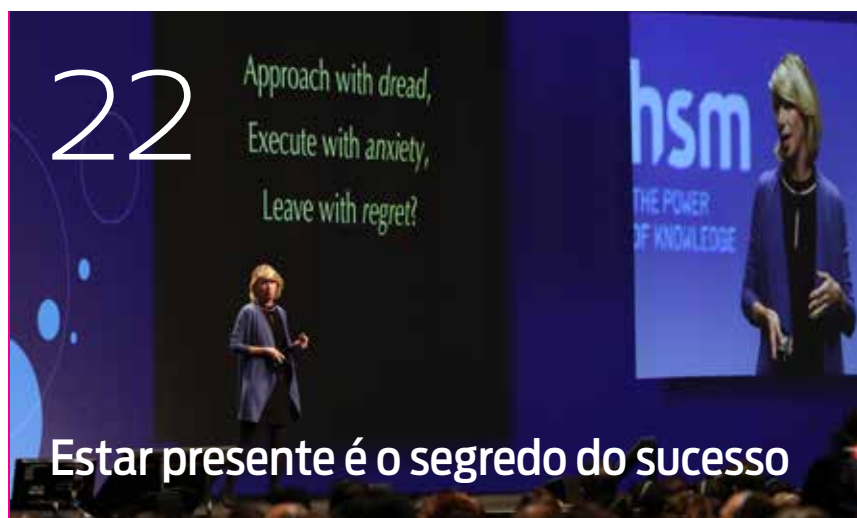 22
Approach with dread,
Execute with anxiety,
Leave with regret?
hsm
THE POWER
OF KNOWLEDGE
Estar presente é o segredo do sucesso